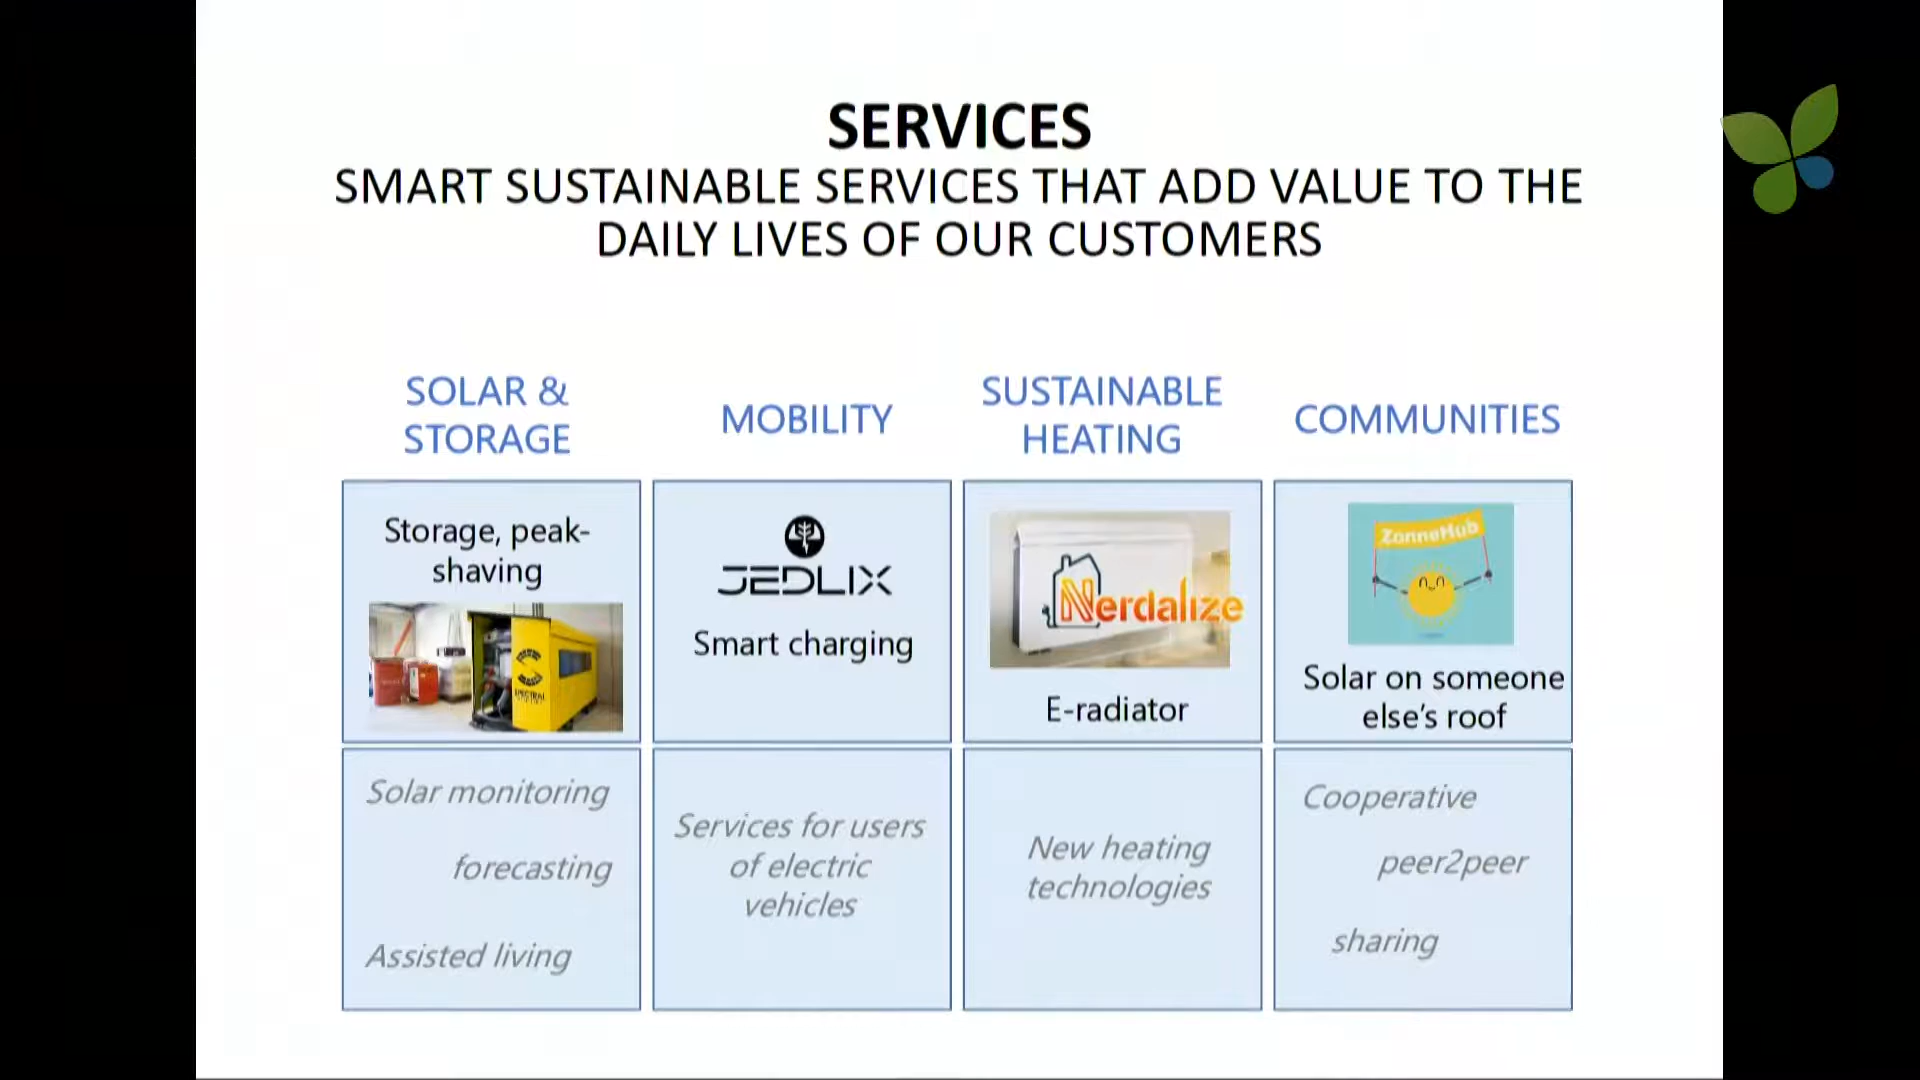 SERVICES
SMART SUSTAINABLE SERVICES THAT ADD VALUE TO THE
DAILY LIVES OF OUR CUSTOMERS
SOLAR &
STORAGE
MOBILITY
SUSTAINABLE
HEATING
COMMUNITIES
Storage, peak-
shaving
SPECTRAL
JEDLIX
Smart charging
Nerdalize
E-radiator
ZonneHub
Solar on someone
else's roof
Solar monitoring
forecasting
Assisted living
Services for users
of electric
vehicles
New heating
technologies
Cooperative
peer2peer
sharing